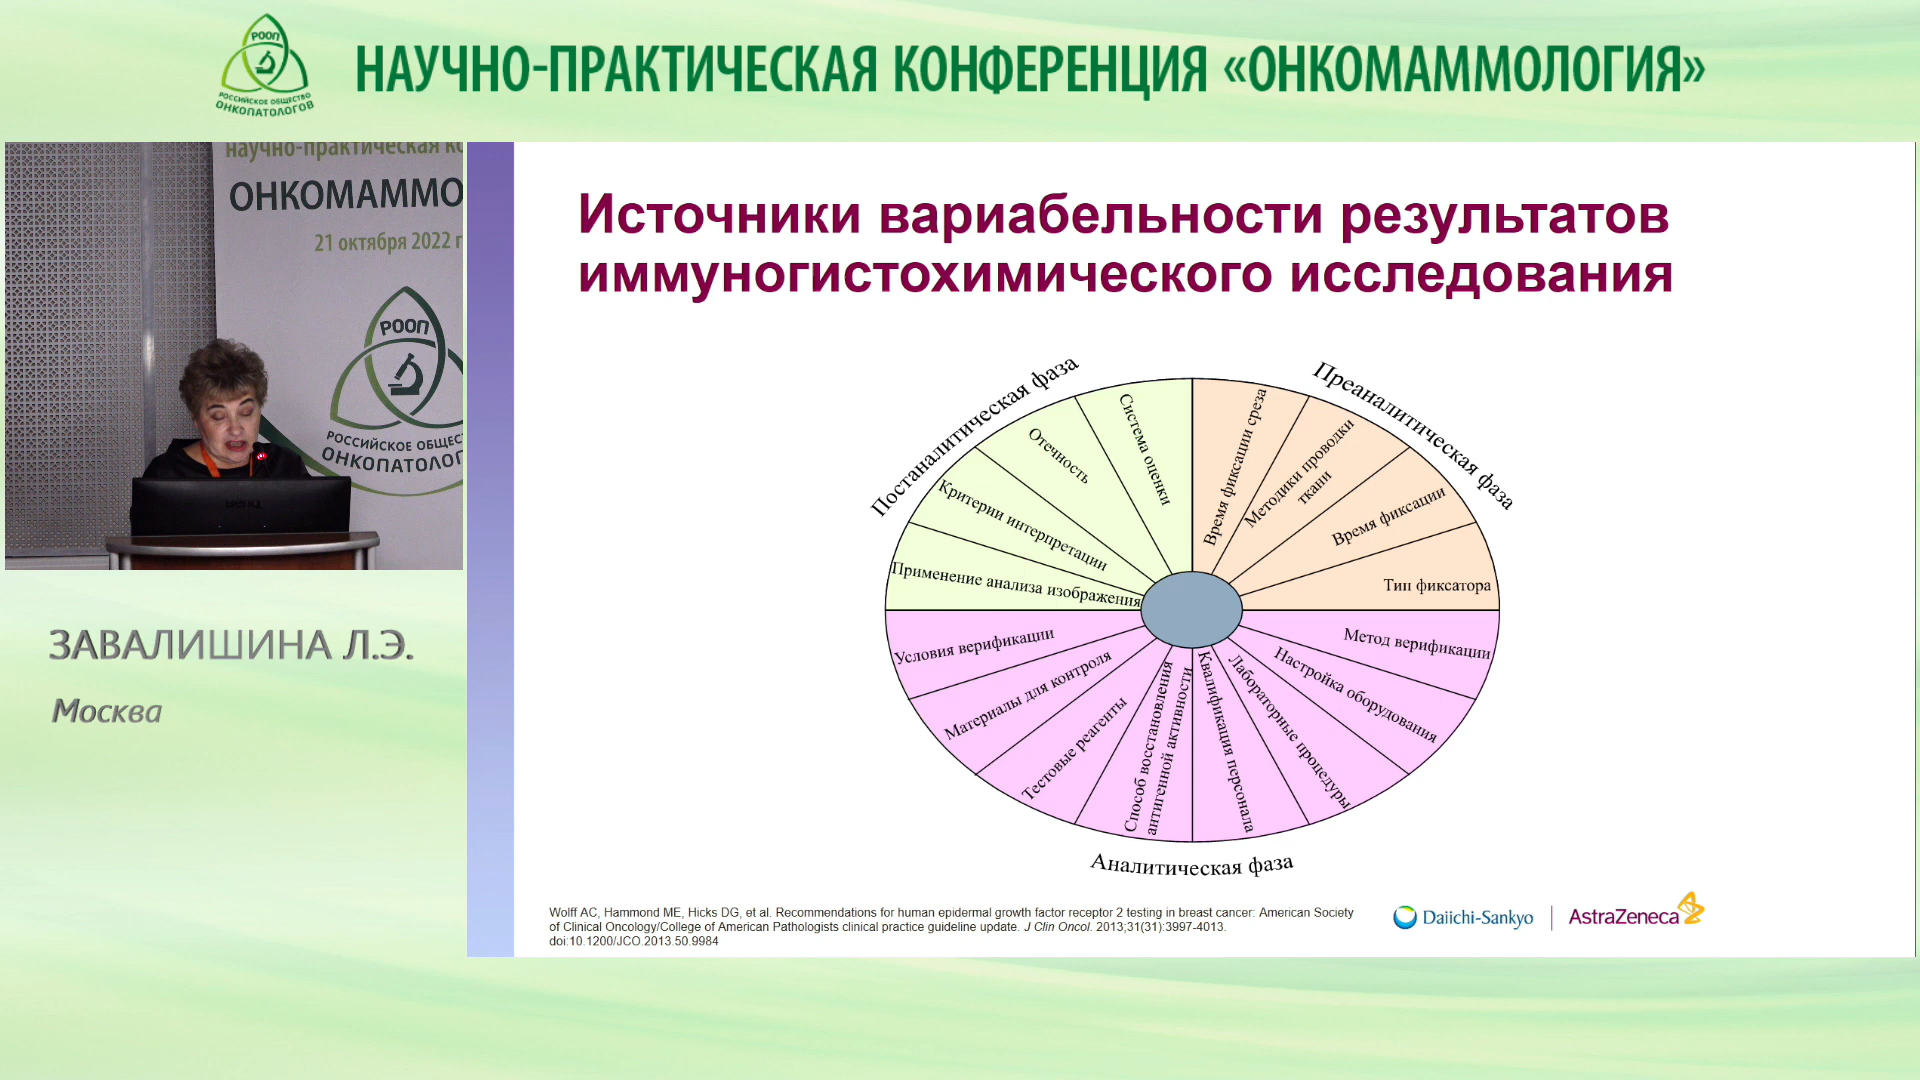 РООП
РОССИЙСКОЕ ОБЩЕСТВО
ОНКОПАТОЛОГОВ
НАУЧНО-ПРАКТИЧЕСКАЯ КОНФЕРЕНЦИЯ «ОНКОМАММОЛОГИЯ»
научно-практическая ко
ОНКОМАММО
21 октября 2022 г
РООП
РОССИЙСКОЕ ОБЩЕС
ОНКОПАТОЛОГ
ЗАВАЛИШИНА Л.Э.
Москва
Источники вариабельности результатов
иммуногистохимического исследования
Постаналитическая фаза
Преаналитическая фаза
Система оценки
Отечность
Критерии интерпретации
Применение анализа изображения
Время фиксации среза
Методики проводки
ткани
Время фиксации
Тип фиксатора
Метод верификации
Настройка оборудования
Лабораторные процедуры
Квалификация персонала
Способ восстановления
антигенной активности
Тестовые реагенты
Материалы для контроля
Условия верификации
Аналитическая фаза
Wolff AC, Hammond ME, Hicks DG, et al. Recommendations for human epidermal growth factor receptor 2 testing in breast cancer: American Society
of Clinical Oncology/College of American Pathologists clinical practice guideline update. J Clin Oncol. 2013;31(31):3997-4013.
doi:10.1200/JCO.2013.50.9984
Daiichi-Sankyo
AstraZeneca